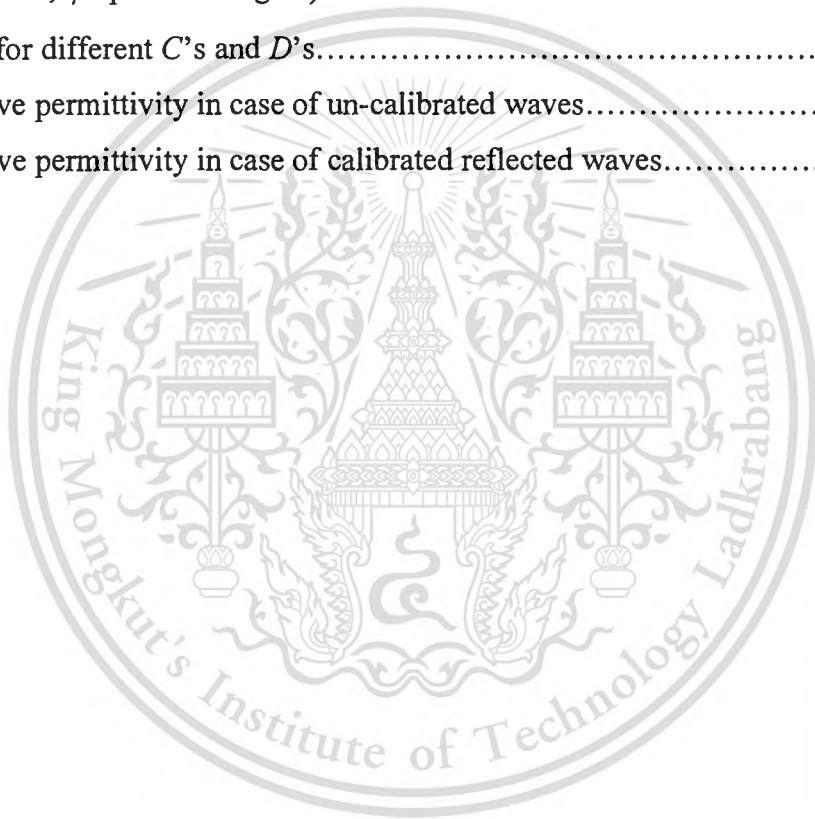 for different C's and D's
ve permittivity in case of un-calibrated waves
ve permittivity in case of calibrated reflected waves
King Mongkut's Institute of Technology Ladkrabang